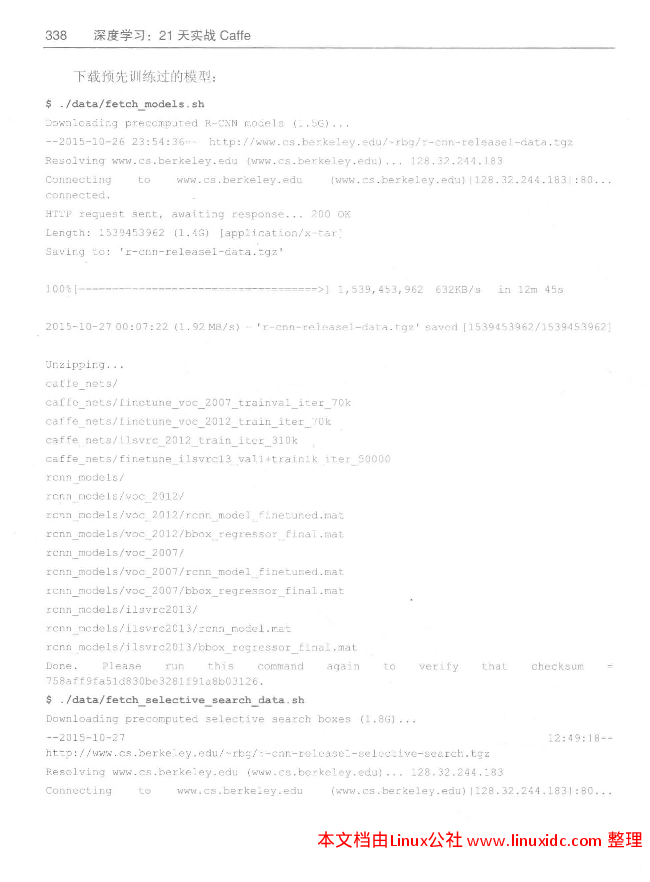 338 深度学习：21 天实战 Caffe
下载预先训练过的模型：
$ ./data/fetch_models.sh
Downloading precomputed R-CNN models (1.5G)...
--2015-10-26 23:54:36-- http://www.cs.berkeley.edu/~rbg/r-cnn-release1-data.tgz
Resolving www.cs.berkeley.edu (www.cs.berkeley.edu)... 128.32.244.183
Connecting to www.cs.berkeley.edu (www.cs.berkeley.edu)|128.32.244.183|:80...
connected.
HTTP request sent, awaiting response... 200 OK
Length: 1539453962 (1.4G) [application/x-tar]
Saving to: 'r-cnn-release1-data.tgz'
100%[====================================>] 1,539,453,962 632KB/s in 12m 45s
2015-10-27 00:07:22 (1.92 MB/s) - 'r-cnn-release1-data.tgz' saved [1539453962/1539453962]
Unzipping...
caffe_nets/
caffe_nets/finetune_voc_2007_trainval_iter_70k
caffe_nets/finetune_voc_2012_train_iter_70k
caffe_nets/ilsvrc_2012_train_iter_310k
caffe_nets/finetune_ilsvrc13_val1+train1k_iter_50000
rcnn_models/
rcnn_models/voc_2012/
rcnn_models/voc_2012/rcnn_model_finetuned.mat
rcnn_models/voc_2012/bbox_regressor_final.mat
rcnn_models/voc_2007/
rcnn_models/voc_2007/rcnn_model_finetuned.mat
rcnn_models/voc_2007/bbox_regressor_final.mat
rcnn_models/ilsvrc2013/
rcnn_models/ilsvrc2013/rcnn_model.mat
rcnn_models/ilsvrc2013/bbox_regressor_final.mat
Done. Please run this command again to verify that checksum =
758aff9fa51d830be3281f91a8b03126.
$ ./data/fetch_selective_search_data.sh
Downloading precomputed selective search boxes (1.8G)...
--2015-10-27 12:49:18--
http://www.cs.berkeley.edu/~rbg/r-cnn-release1-selective-search.tgz
Resolving www.cs.berkeley.edu (www.cs.berkeley.edu)... 128.32.244.183
Connecting to www.cs.berkeley.edu (www.cs.berkeley.edu)|128.32.244.183|:80...
本文档由Linux公社 www.linuxidc.com 整理